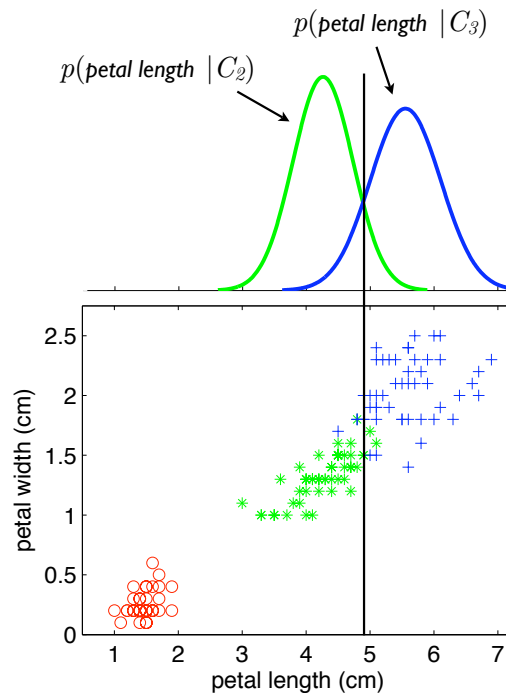 p(petal length | C₃)
p(petal length | C₂)
2.5
2
1.5
1
0.5
0
petal width (cm)
1 2 3 4 5 6 7
petal length (cm)